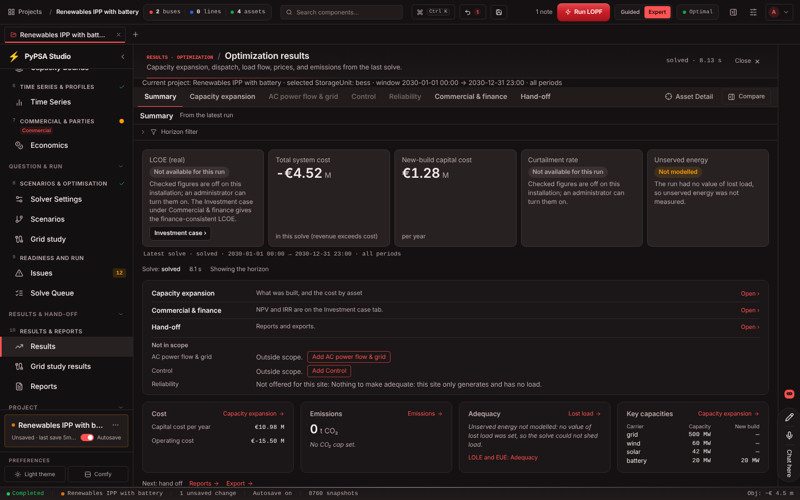 Projects / Renewables IPP with battery
2 buses 0 lines 4 assets
Search components...
Ctrl K
1
1 note
Run LOPF
Guided Expert
Optimal
A
Renewables IPP with batt... ×
+
PyPSA Studio
TIME SERIES & PROFILES
Time Series
COMMERCIAL & PARTIES
Commercial
Economics
QUESTION & RUN
SCENARIOS & OPTIMISATION
Solver Settings
Scenarios
Grid study
READINESS AND RUN
Issues 12
Solve Queue
RESULTS & HAND-OFF
RESULTS & REPORTS
Results
Grid study results
Reports
PROJECT
Renewables IPP with b... ...
Unsaved · last save 5in... Autosave
PREFERENCES
Light theme
Comfy
RESULTS · OPTIMIZATION / Optimization results
Capacity expansion, dispatch, load flow, prices, and emissions from the last solve.
solved · 8.13 s
Close ×
Current project: Renewables IPP with battery · selected StorageUnit: bess · window 2030-01-01 00:00 → 2030-12-31 23:00 · all periods
Summary Capacity expansion AC power flow & grid Control Reliability Commercial & finance Hand-off
Asset Detail
Compare
Summary From the latest run
Horizon filter
LCOE (real)
Not available for this run
Checked figures are off on this
installation; an administrator can
turn them on. The Investment case
under Commercial & finance gives
the finance-consistent LCOE.
Investment case ›
Total system cost
-€4.52 M
in this solve (revenue exceeds cost)
New-build capital cost
€1.28 M
per year
Curtailment rate
Not available for this run
Checked figures are off on this
installation; an administrator can
turn them on.
Unserved energy
Not modelled
The run had no value of lost load,
so unserved energy was not
measured.
Latest solve · solved · 2030-01-01 00:00 → 2030-12-31 23:00 · all periods
Solve: solved 8.1 s Showing the horizon
Capacity expansion What was built, and the cost by asset Open ›
Commercial & finance NPV and IRR are on the Investment case tab. Open ›
Hand-off Reports and exports. Open ›
Not in scope
AC power flow & grid Outside scope. Add AC power flow & grid
Control Outside scope. Add Control
Reliability Not offered for this site: Nothing to make adequate: this site only generates and has no load.
Cost Capital expansion →
Capital cost per year €10.98 M
Operating cost €-15.50 M
Emissions Emissions →
0 t CO₂
No CO₂ cap set.
Adequacy Lost load →
Unserved energy not modelled: no value of
lost load was set, so the solve could not shed
load.
LOLE and EUE: Adequacy
Key capacities Capacity expansion →
Carrier Capacity New build
grid 500 MW —
wind 60 MW —
solar 42 MW —
battery 20 MW 20 MW
Next: hand off Reports → Export →
Chat here
Completed Renewables IPP with battery · 1 unsaved change · Autosave on · 8760 snapshots